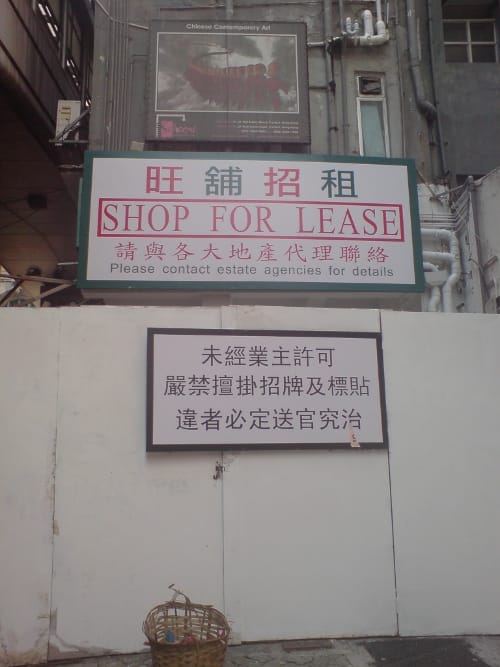 Chinese Contemporary Art
旺舖招租
SHOP FOR LEASE
請與各大地產代理聯絡
Please contact estate agencies for details
未經業主許可
嚴禁擅掛招牌及標貼
違者必定送官究治